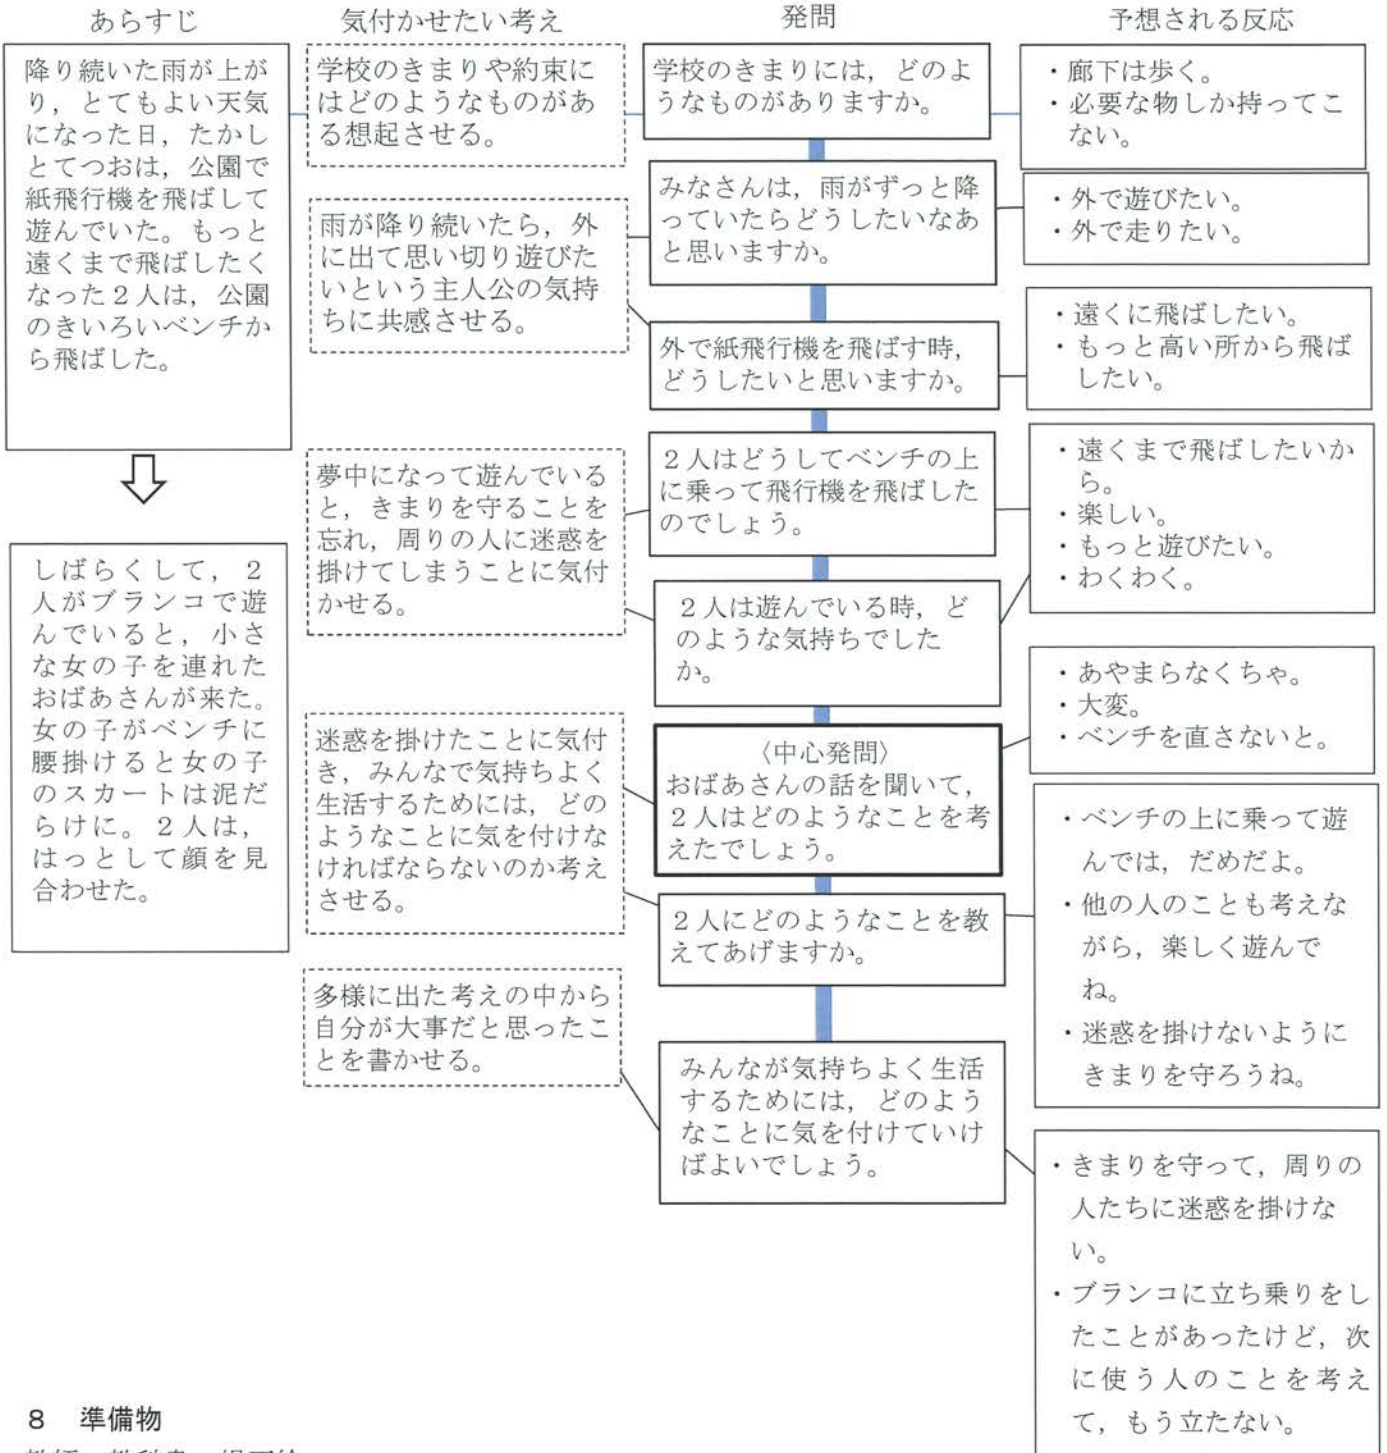 あらすじ
気付かせたい考え
発問
予想される反応
降り続いた雨が上が
り，とてもよい天気
になった日，たかし
とてつおは，公園で
紙飛行機を飛ばして
遊んでいた。もっと
遠くまで飛ばしたく
なった２人は，公園
のきいろいベンチか
ら飛ばした。
しばらくして，２
人がブランコで遊
んでいると，小さ
な女の子を連れた
おばあさんが来た。
女の子がベンチに
腰掛けると女の子
のスカートは泥だ
らけに。２人は，
はっとして顔を見
合わせた。
学校のきまりや約束に
はどのようなものがあ
る想起させる。
雨が降り続いたら，外
に出て思い切り遊びた
いという主人公の気持
ちに共感させる。
夢中になって遊んでいる
と，きまりを守ることを
忘れ，周りの人に迷惑を
掛けてしまうことに気付
かせる。
迷惑を掛けたことに気付
き，みんなで気持ちよく
生活するためには，どの
ようなことに気を付けな
ければならないのか考え
させる。
多様に出た考えの中から
自分が大事だと思ったこ
とを書かせる。
学校のきまりには，どのよ
うなものがありますか。
みなさんは，雨がずっと降
っていたらどうしたいなあ
と思いますか。
外で紙飛行機を飛ばす時，
どうしたいと思いますか。
２人はどうしてベンチの上
に乗って飛行機を飛ばした
のでしょう。
２人は遊んでいる時，ど
のような気持ちでした
か。
〈中心発問〉
おばあさんの話を聞いて，
２人はどのようなことを考
えたでしょう。
２人にどのようなことを教
えてあげますか。
みんなが気持ちよく生活
するためには，どのよう
なことに気を付けていけ
ばよいでしょう。
・廊下は歩く。
・必要な物しか持ってこ
ない。
・外で遊びたい。
・外で走りたい。
・遠くに飛ばしたい。
・もっと高い所から飛ば
したい。
・遠くまで飛ばしたいか
ら。
・楽しい。
・もっと遊びたい。
・わくわく。
・あやまらなくちゃ。
・大変。
・ベンチを直さないと。
・ベンチの上に乗って遊
んでは，だめだよ。
・他の人のことも考えな
がら，楽しく遊んで
ね。
・迷惑を掛けないように
きまりを守ろうね。
・きまりを守って，周りの
人たちに迷惑を掛けな
い。
・ブランコに立ち乗りをし
たことがあったけど，次
に使う人のことを考え
て，もう立たない。
８　準備物